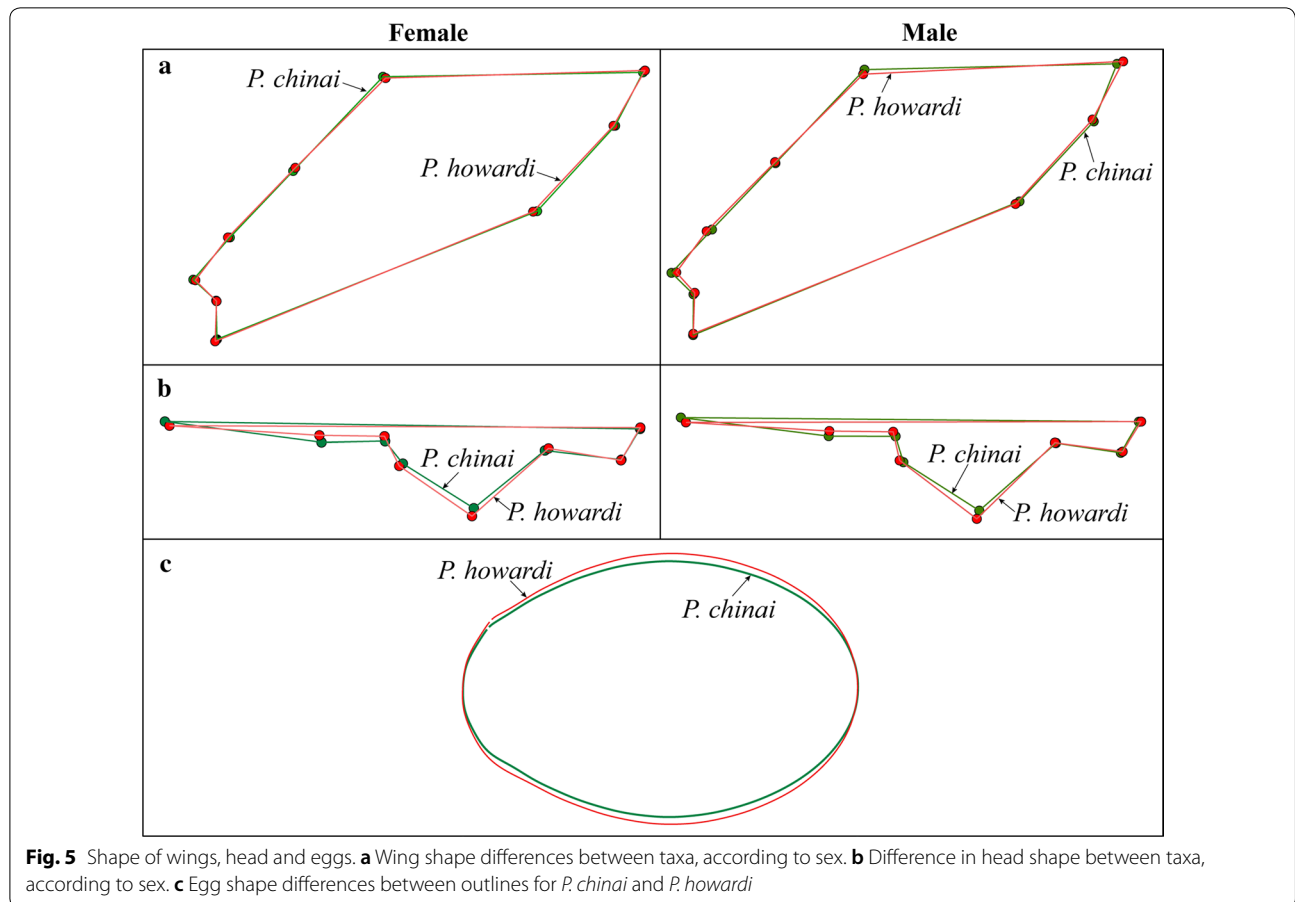 Female
Male
a
P. chinai
P. howardi
P. howardi
P. chinai
b
P. chinai
P. howardi
P. chinai
P. howardi
c
P. howardi
P. chinai
Fig. 5 Shape of wings, head and eggs. a Wing shape differences between taxa, according to sex. b Difference in head shape between taxa,
according to sex. c Egg shape differences between outlines for P. chinai and P. howardi